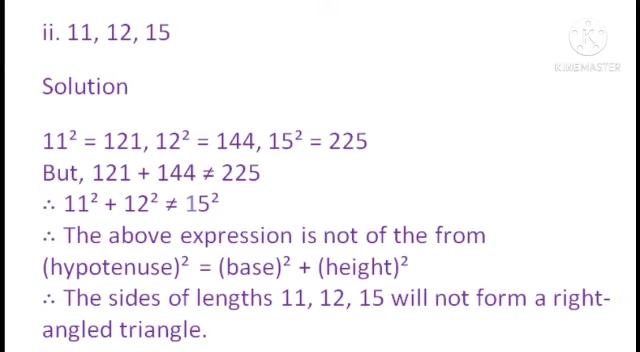 ii. 11, 12, 15
KINEMASTER
Solution
11² = 121, 12² = 144, 15² = 225
But, 121 + 144 ≠ 225
∴ 11² + 12² ≠ 15²
∴ The above expression is not of the from
(hypotenuse)² = (base)² + (height)²
∴ The sides of lengths 11, 12, 15 will not form a right-
angled triangle.